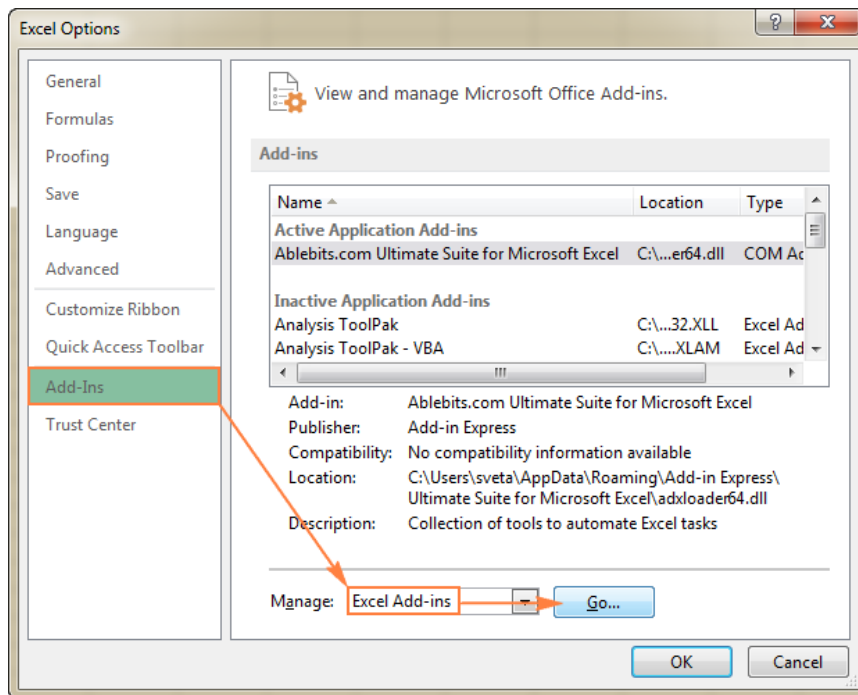 Excel Options
General
Formulas
Proofing
Save
Language
Advanced
Customize Ribbon
Quick Access Toolbar
Add-Ins
Trust Center
View and manage Microsoft Office Add-ins.
Add-ins
Name Location Type
Active Application Add-ins
Ablebits.com Ultimate Suite for Microsoft Excel C:\...er64.dll COM Ac
Inactive Application Add-ins
Analysis ToolPak C:\...32.XLL Excel Ad
Analysis ToolPak - VBA C:\....XLAM Excel Ad
Add-in: Ablebits.com Ultimate Suite for Microsoft Excel
Publisher: Add-in Express
Compatibility: No compatibility information available
Location: C:\Users\sveta\AppData\Roaming\Add-in Express\
Ultimate Suite for Microsoft Excel\adxloader64.dll
Description: Collection of tools to automate Excel tasks
Manage: Excel Add-ins Go...
OK Cancel